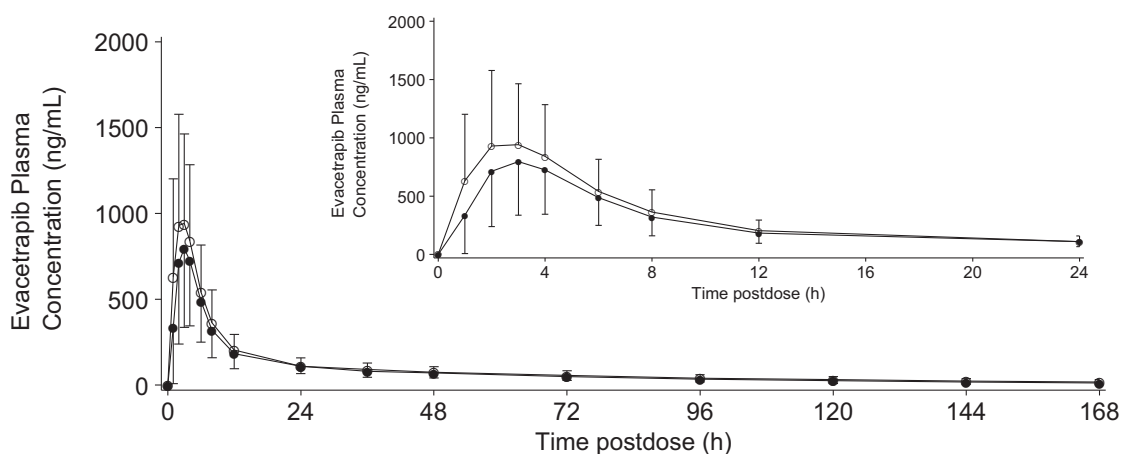 Evacetrapib Plasma
Concentration (ng/mL)
2000
1500
1000
500
0
0 24 48 72 96 120 144 168
Time postdose (h)
Evacetrapib Plasma
Concentration (ng/mL)
2000
1500
1000
500
0
0 4 8 12 16 20 24
Time postdose (h)